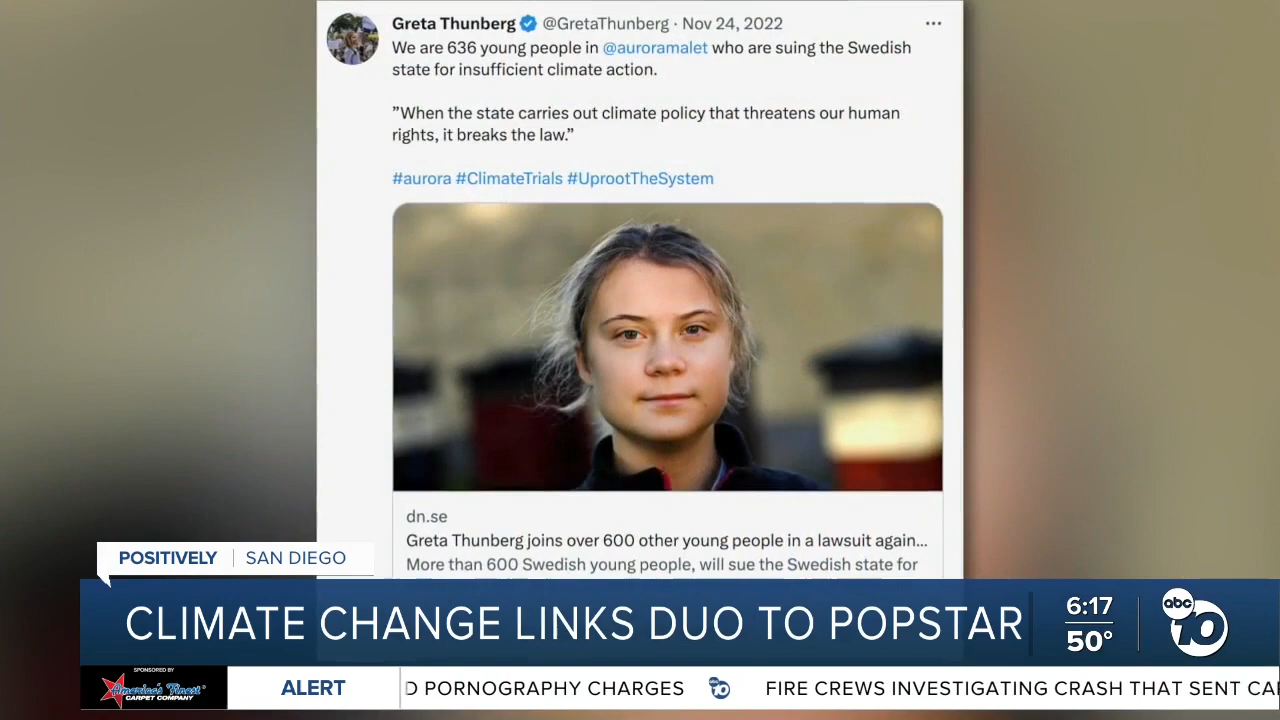 Greta Thunberg @GretaThunberg · Nov 24, 2022
We are 636 young people in @auroramalet who are suing the Swedish
state for insufficient climate action.
”When the state carries out climate policy that threatens our human
rights, it breaks the law.”
#aurora #ClimateTrials #UprootTheSystem
dn.se
Greta Thunberg joins over 600 other young people in a lawsuit again...
More than 600 Swedish young people, will sue the Swedish state for
POSITIVELY | SAN DIEGO
CLIMATE CHANGE LINKS DUO TO POPSTAR
6:17
50°
abc
10
SPONSORED BY
America's Finest
CARPET COMPANY
ALERT
D PORNOGRAPHY CHARGES
abc 10
FIRE CREWS INVESTIGATING CRASH THAT SENT CA